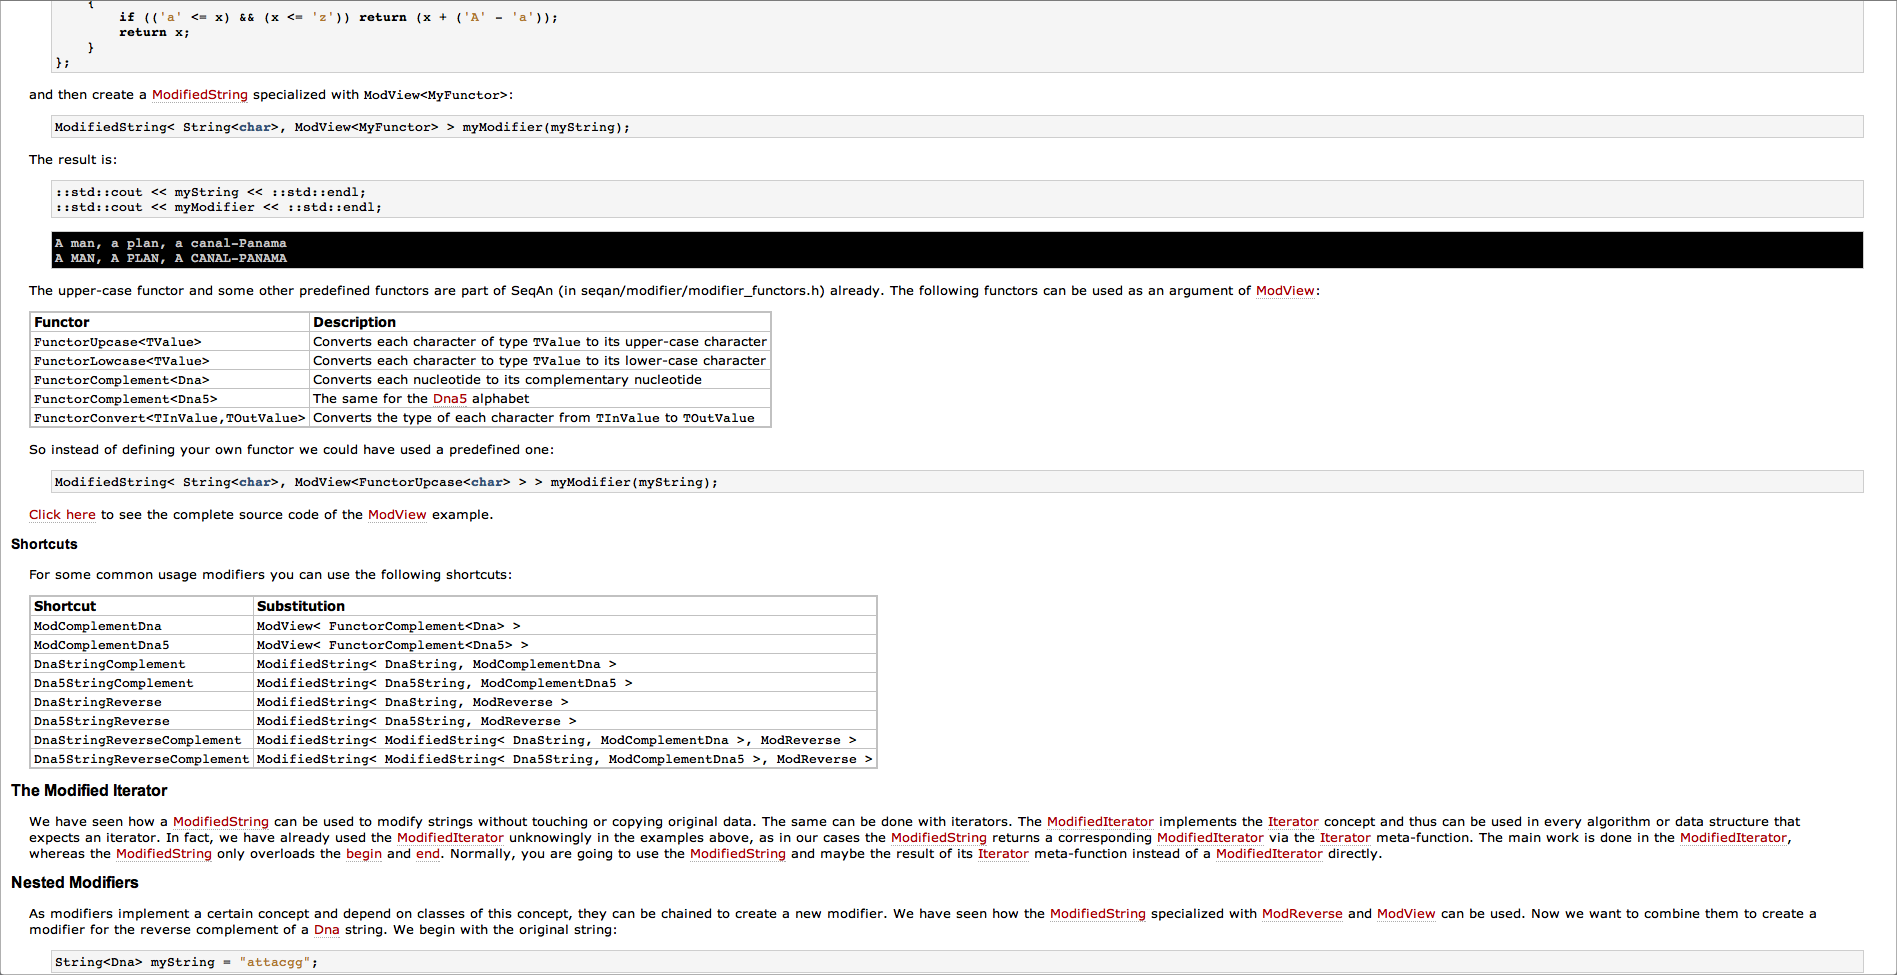 {
if (('a' <= x) && (x <= 'z')) return (x + ('A' - 'a'));
return x;
}
};
and then create a ModifiedString specialized with ModView<MyFunctor>:
ModifiedString< String<char>, ModView<MyFunctor> > myModifier(myString);
The result is:
::std::cout << myString << ::std::endl;
::std::cout << myModifier << ::std::endl;
A man, a plan, a canal-Panama
A MAN, A PLAN, A CANAL-PANAMA
The upper-case functor and some other predefined functors are part of SeqAn (in seqan/modifier/modifier_functors.h) already. The following functors can be used as an argument of ModView:
Functor Description
FunctorUpcase<TValue> Converts each character of type TValue to its upper-case character
FunctorLowcase<TValue> Converts each character to type TValue to its lower-case character
FunctorComplement<Dna> Converts each nucleotide to its complementary nucleotide
FunctorComplement<Dna5> The same for the Dna5 alphabet
FunctorConvert<TInValue,TOutValue> Converts the type of each character from TInValue to TOutValue
So instead of defining your own functor we could have used a predefined one:
ModifiedString< String<char>, ModView<FunctorUpcase<char> > > myModifier(myString);
Click here to see the complete source code of the ModView example.
Shortcuts
For some common usage modifiers you can use the following shortcuts:
Shortcut Substitution
ModComplementDna ModView< FunctorComplement<Dna> >
ModComplementDna5 ModView< FunctorComplement<Dna5> >
DnaStringComplement ModifiedString< DnaString, ModComplementDna >
Dna5StringComplement ModifiedString< Dna5String, ModComplementDna5 >
DnaStringReverse ModifiedString< DnaString, ModReverse >
Dna5StringReverse ModifiedString< Dna5String, ModReverse >
DnaStringReverseComplement ModifiedString< ModifiedString< DnaString, ModComplementDna >, ModReverse >
Dna5StringReverseComplement ModifiedString< ModifiedString< Dna5String, ModComplementDna5 >, ModReverse >
The Modified Iterator
We have seen how a ModifiedString can be used to modify strings without touching or copying original data. The same can be done with iterators. The ModifiedIterator implements the Iterator concept and thus can be used in every algorithm or data structure that
expects an iterator. In fact, we have already used the ModifiedIterator unknowingly in the examples above, as in our cases the ModifiedString returns a corresponding ModifiedIterator via the Iterator meta-function. The main work is done in the ModifiedIterator,
whereas the ModifiedString only overloads the begin and end. Normally, you are going to use the ModifiedString and maybe the result of its Iterator meta-function instead of a ModifiedIterator directly.
Nested Modifiers
As modifiers implement a certain concept and depend on classes of this concept, they can be chained to create a new modifier. We have seen how the ModifiedString specialized with ModReverse and ModView can be used. Now we want to combine them to create a
modifier for the reverse complement of a Dna string. We begin with the original string:
String<Dna> myString = "attacgg";